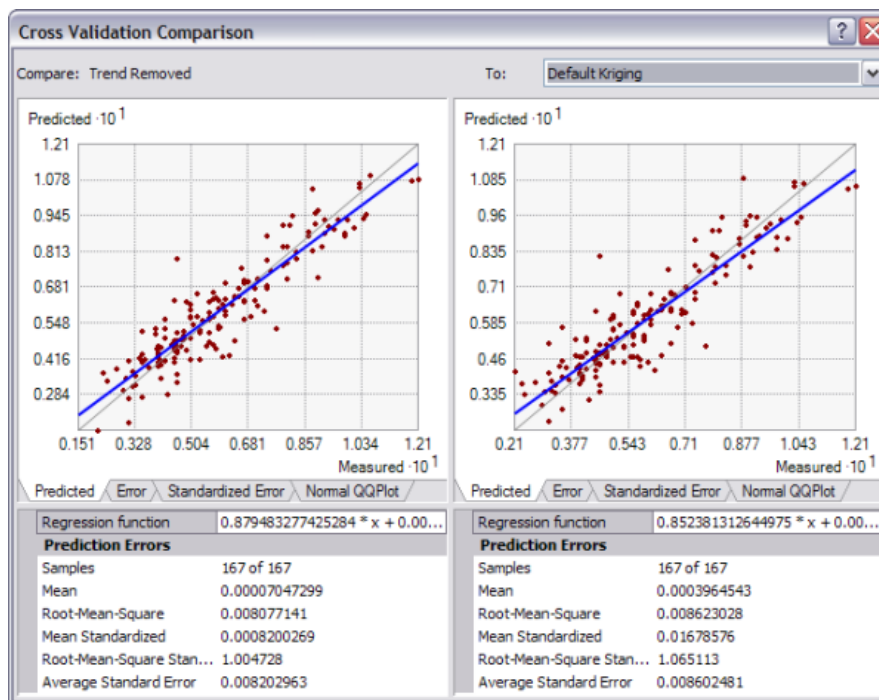 Cross Validation Comparison
?
Compare: Trend Removed
To: Default Kriging
Predicted ·10 1
1.21
1.078
0.945
0.813
0.681
0.548
0.416
0.284
0.151 0.328 0.504 0.681 0.857 1.034 1.21
Measured ·10 1
Predicted Error Standardized Error Normal QQPlot
Regression function 0.879483277425284 * x + 0.00...
Prediction Errors
Samples 167 of 167
Mean 0.00007047299
Root-Mean-Square 0.008077141
Mean Standardized 0.0008200269
Root-Mean-Square Stan... 1.004728
Average Standard Error 0.008202963
Predicted ·10 1
1.21
1.085
0.96
0.835
0.71
0.585
0.46
0.335
0.21 0.377 0.543 0.71 0.877 1.043 1.21
Measured ·10 1
Predicted Error Standardized Error Normal QQPlot
Regression function 0.852381312644975 * x + 0.00...
Prediction Errors
Samples 167 of 167
Mean 0.0003964543
Root-Mean-Square 0.008623028
Mean Standardized 0.01678576
Root-Mean-Square Stan... 1.065113
Average Standard Error 0.008602481